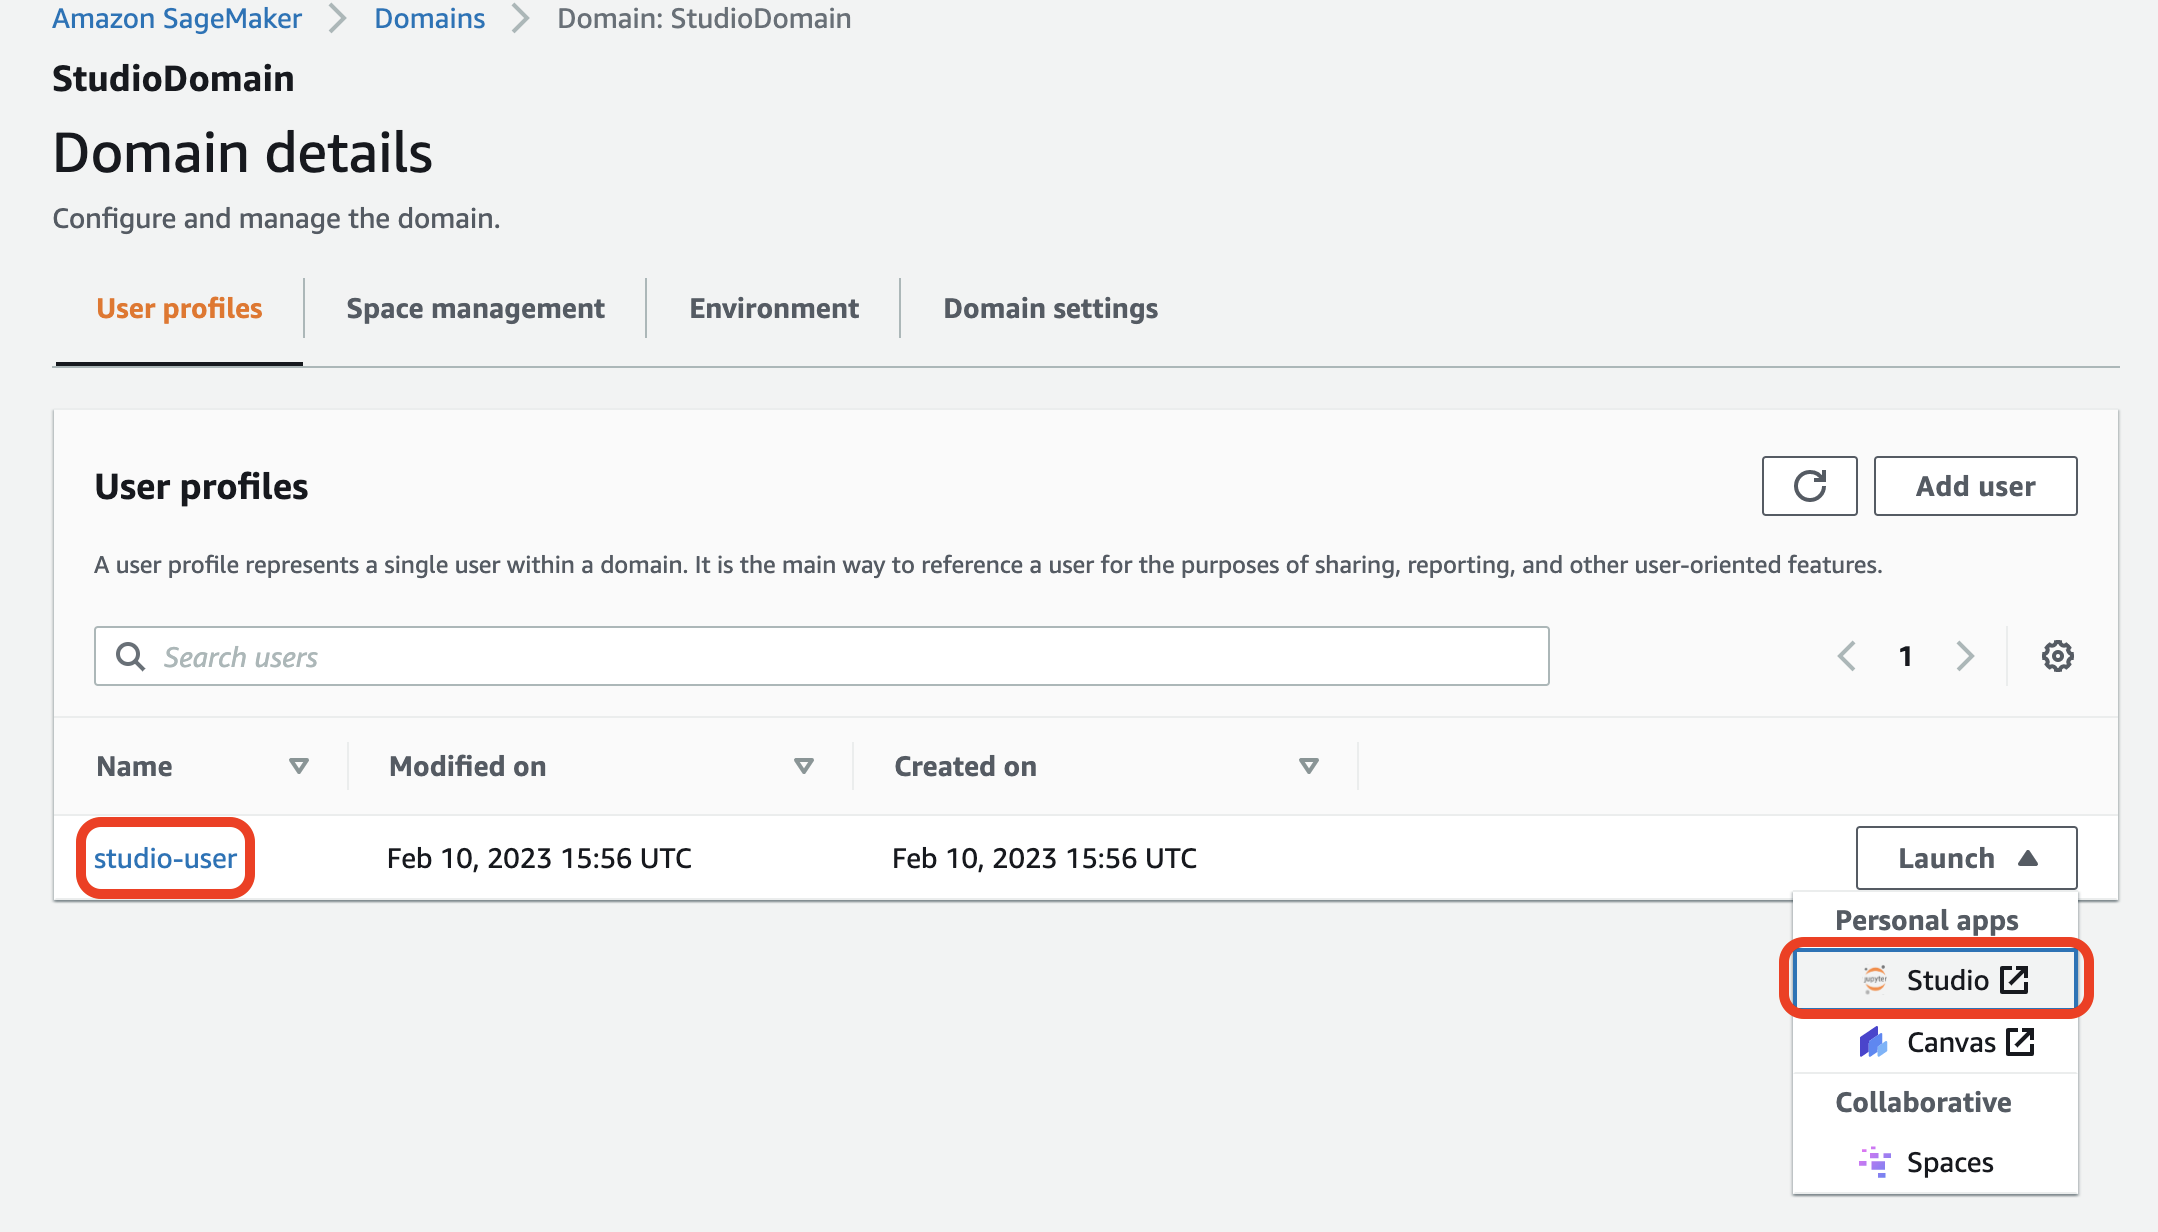 Amazon SageMaker > Domains > Domain: StudioDomain
StudioDomain
Domain details
Configure and manage the domain.
User profiles Space management Environment Domain settings
User profiles
Add user
A user profile represents a single user within a domain. It is the main way to reference a user for the purposes of sharing, reporting, and other user-oriented features.
Search users
1
Name Modified on Created on
studio-user Feb 10, 2023 15:56 UTC Feb 10, 2023 15:56 UTC Launch
Personal apps
jupyter Studio
Canvas
Collaborative
Spaces